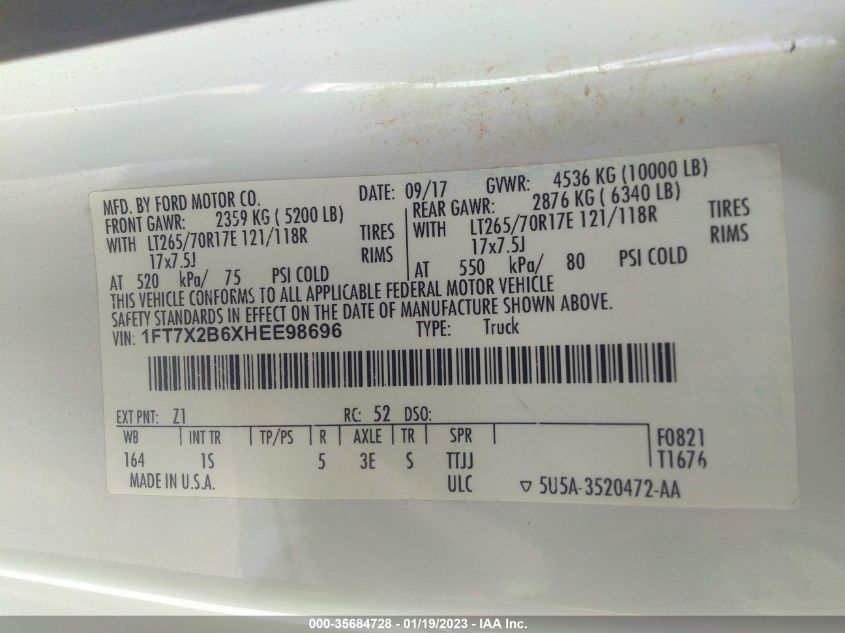 MFD. BY FORD MOTOR CO. DATE: 09/17 GVWR: 4536 KG (10000 LB)
FRONT GAWR: 2359 KG ( 5200 LB) REAR GAWR: 2876 KG ( 6340 LB)
WITH LT265/70R17E 121/118R TIRES WITH LT265/70R17E 121/118R TIRES
17x7.5J RIMS 17x7.5J RIMS
AT 520 kPa/ 75 PSI COLD AT 550 kPa/ 80 PSI COLD
THIS VEHICLE CONFORMS TO ALL APPLICABLE FEDERAL MOTOR VEHICLE
SAFETY STANDARDS IN EFFECT ON THE DATE OF MANUFACTURE SHOWN ABOVE.
VIN: 1FT7X2B6XHEE98696 TYPE: Truck
EXT PNT: Z1 RC: 52 DSO:
WB INT TR TP/PS R AXLE TR SPR F0821
164 1S 5 3E S TTJJ T1676
MADE IN U.S.A. ULC ▽ 5U5A-3520472-AA
000-35684728 - 01/19/2023 - IAA Inc.